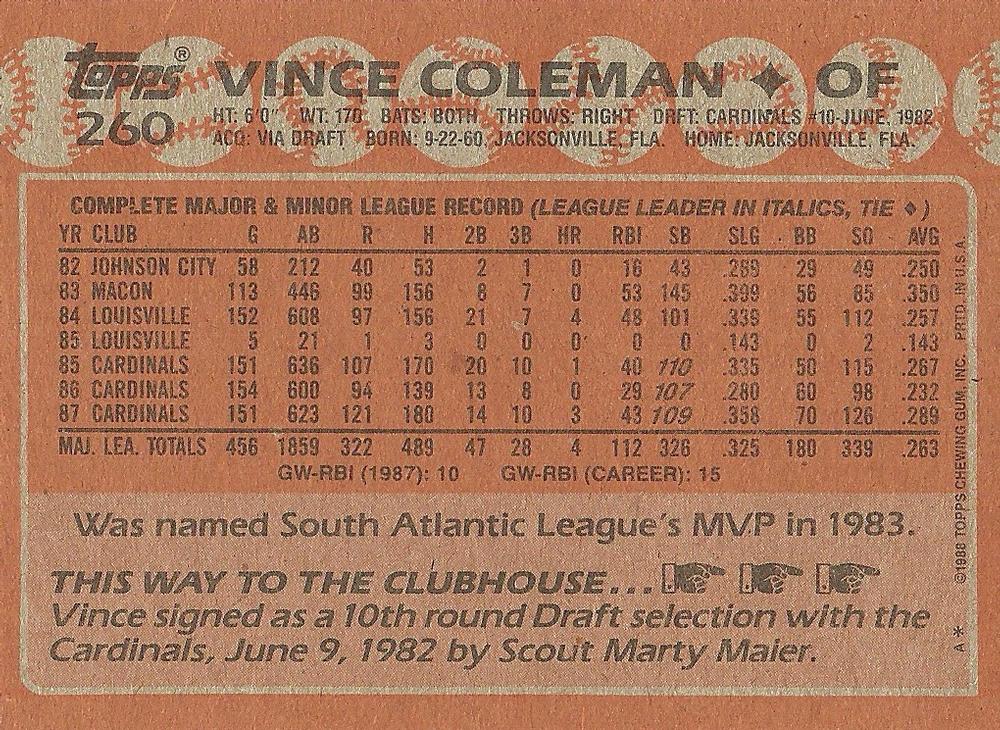 topps® VINCE COLEMAN ♦ OF
260 HT: 6'0" WT: 170 BATS: BOTH THROWS: RIGHT DRFT: CARDINALS #10-JUNE, 1982
ACQ: VIA DRAFT BORN: 9-22-60, JACKSONVILLE, FLA. HOME: JACKSONVILLE, FLA.
COMPLETE MAJOR & MINOR LEAGUE RECORD (LEAGUE LEADER IN ITALICS, TIE ♦)
YR CLUB G AB R H 2B 3B HR RBI SB SLG BB SO AVG
82 JOHNSON CITY 58 212 40 53 2 1 0 16 43 .269 29 49 .250
83 MACON 113 446 99 156 8 7 0 53 145 .399 56 85 .350
84 LOUISVILLE 152 608 97 156 21 7 4 48 101 .339 55 112 .257
85 LOUISVILLE 5 21 1 3 0 0 0 0 0 .143 0 2 .143
85 CARDINALS 151 636 107 170 20 10 1 40 110 .335 50 115 .267
86 CARDINALS 154 600 94 139 13 8 0 29 107 .280 60 98 .232
87 CARDINALS 151 623 121 180 14 10 3 43 109 .358 70 126 .289
MAJ. LEA. TOTALS 456 1859 322 489 47 28 4 112 326 .325 180 339 .263
GW-RBI (1987): 10 GW-RBI (CAREER): 15
Was named South Atlantic League's MVP in 1983.
THIS WAY TO THE CLUBHOUSE...
Vince signed as a 10th round Draft selection with the
Cardinals, June 9, 1982 by Scout Marty Maier.
A* ©1988 TOPPS CHEWING GUM, INC. PRTD. IN U.S.A.